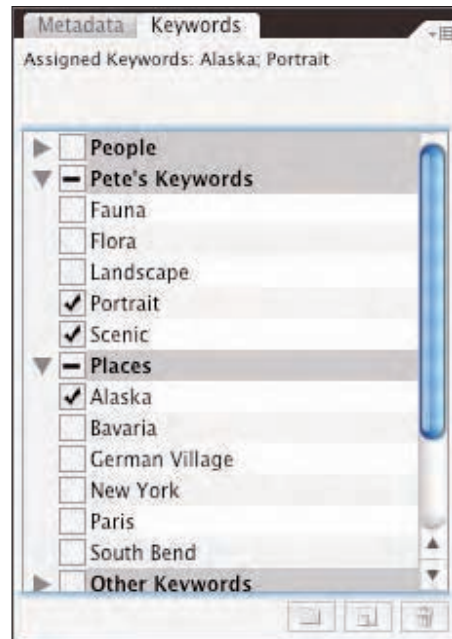 Metadata Keywords
Assigned Keywords: Alaska; Portrait
People
Pete's Keywords
Fauna
Flora
Landscape
Portrait
Scenic
Places
Alaska
Bavaria
German Village
New York
Paris
South Bend
Other Keywords